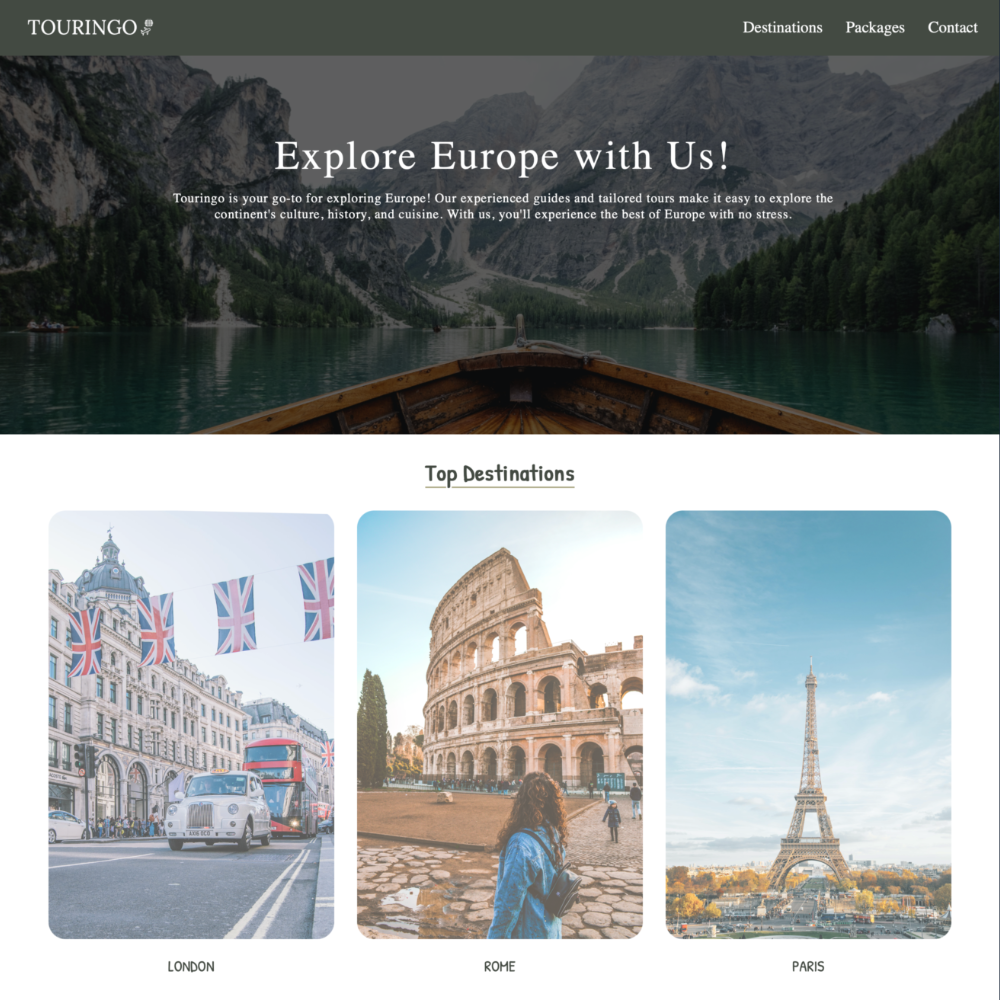 TOURINGO
Destinations Packages Contact
Explore Europe with Us!
Touringo is your go-to for exploring Europe! Our experienced guides and tailored tours make it easy to explore the
continent's culture, history, and cuisine. With us, you'll experience the best of Europe with no stress.
Top Destinations
LONDON
ROME
PARIS